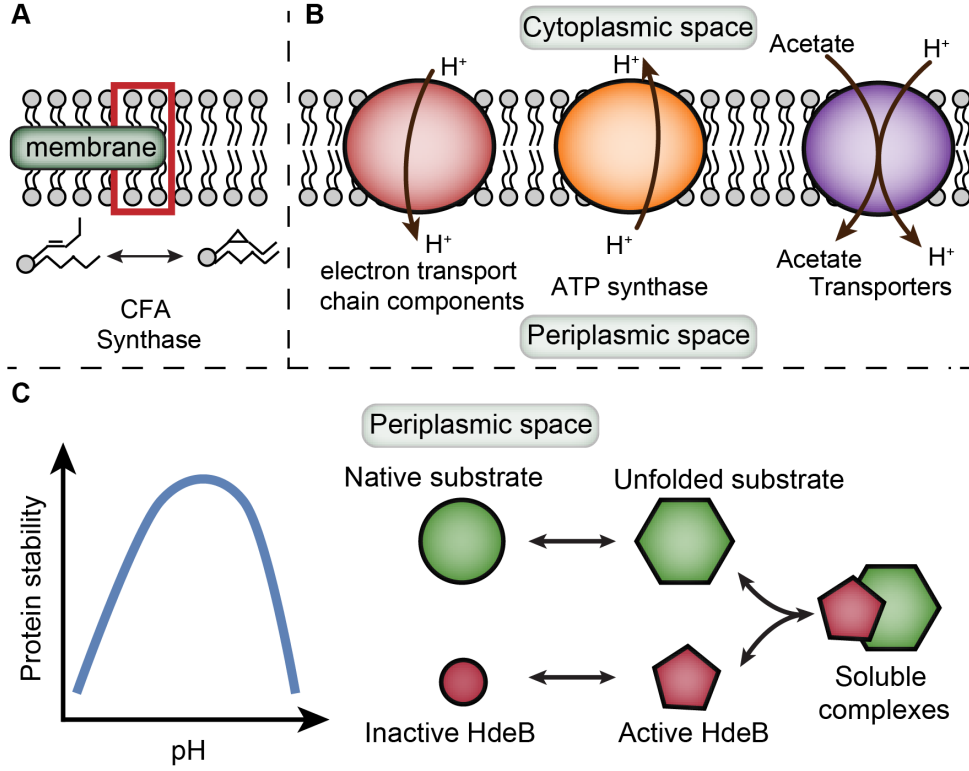 A
membrane
CFA
Synthase
B
Cytoplasmic space
H+
H+
electron transport
chain components
H+
H+
ATP synthase
Acetate
H+
Acetate
H+
Transporters
Periplasmic space
C
Protein stability
pH
Periplasmic space
Native substrate
Unfolded substrate
Inactive HdeB
Active HdeB
Soluble
complexes